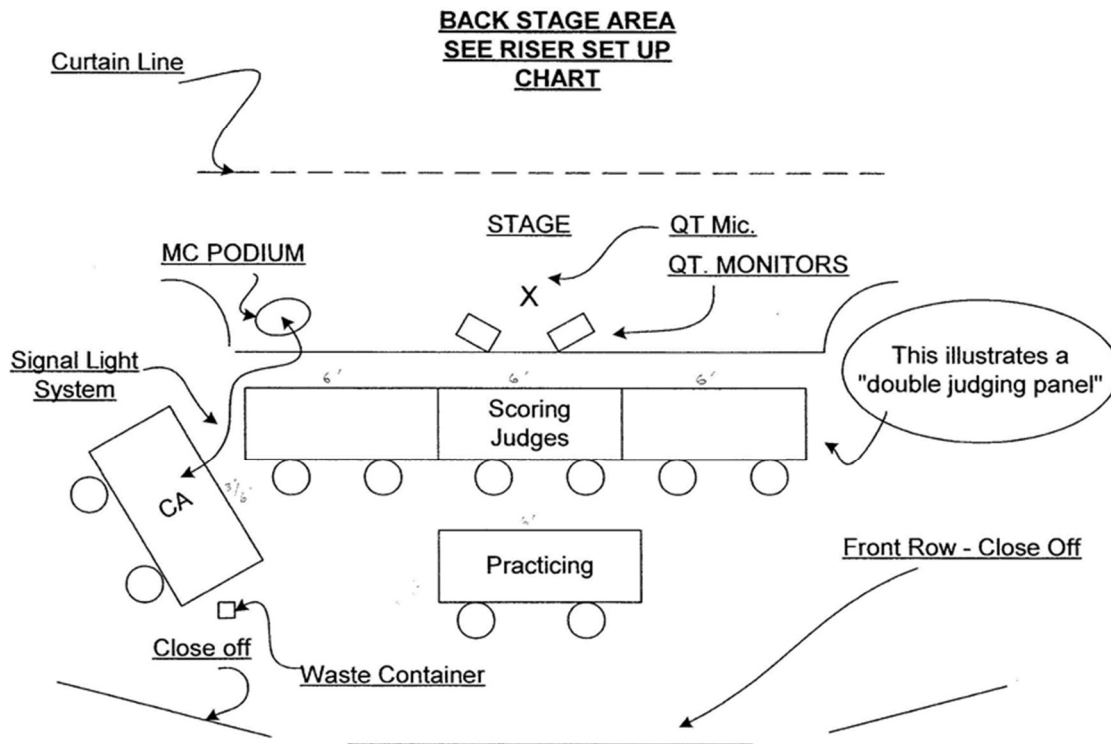 BACK STAGE AREA
SEE RISER SET UP
CHART
Curtain Line
STAGE
QT Mic.
MC PODIUM
QT. MONITORS
Signal Light
System
This illustrates a
"double judging panel"
6'
6'
6'
Scoring
Judges
CA
6'
Practicing
Front Row - Close Off
Close off
Waste Container
X